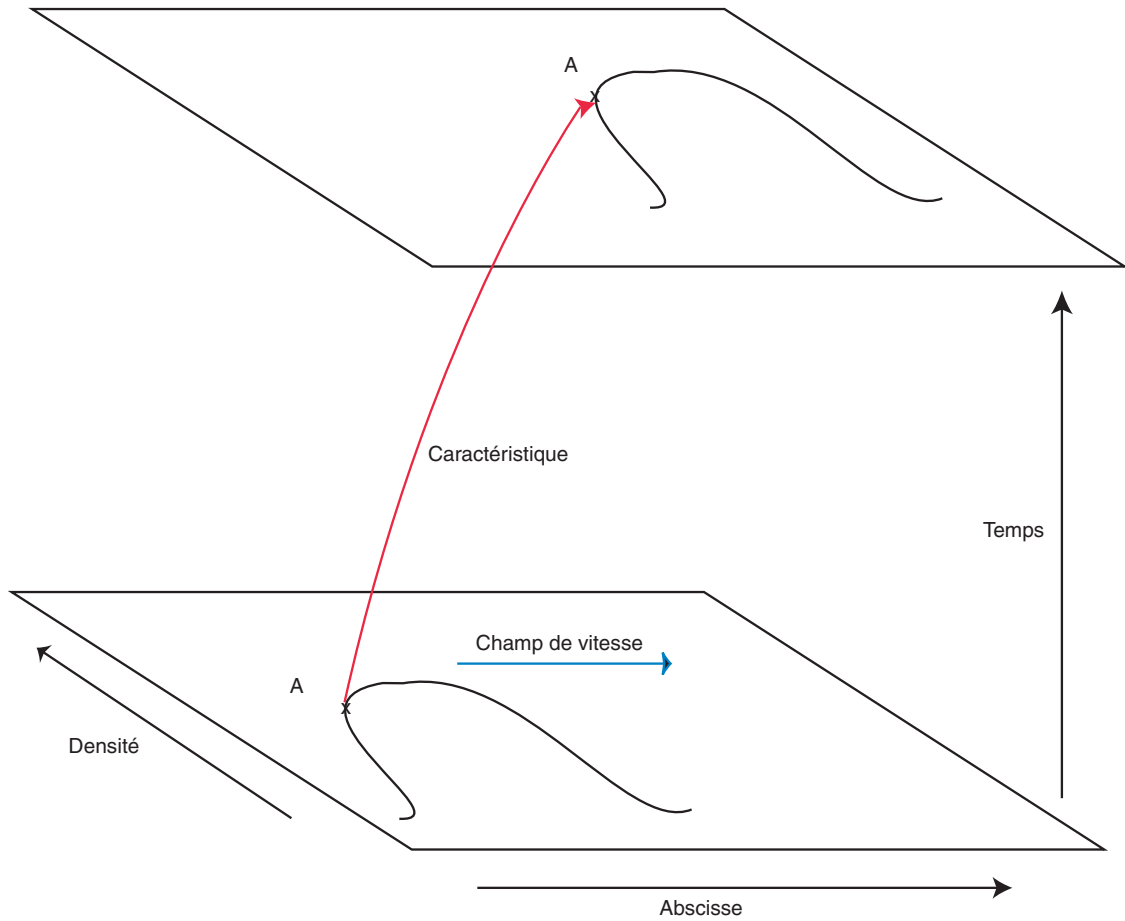 A
x
Caractéristique
Temps
Champ de vitesse
A
x
Densité
Abscisse